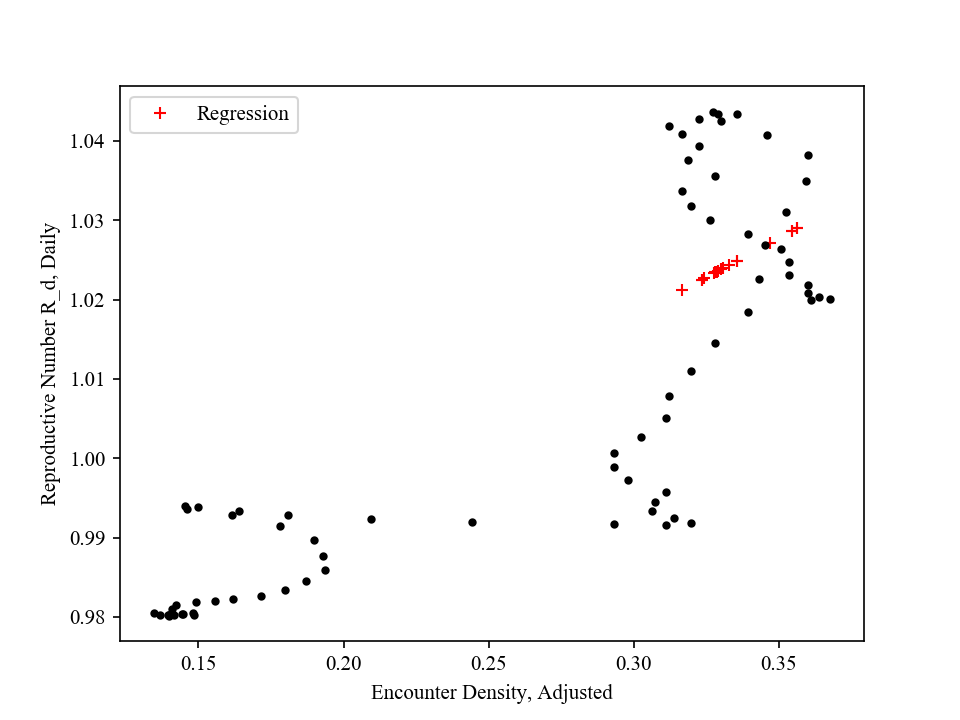 Regression
1.04
1.03
1.02
1.01
1.00
0.99
0.98
Reproductive Number R_d, Daily
0.15 0.20 0.25 0.30 0.35
Encounter Density, Adjusted